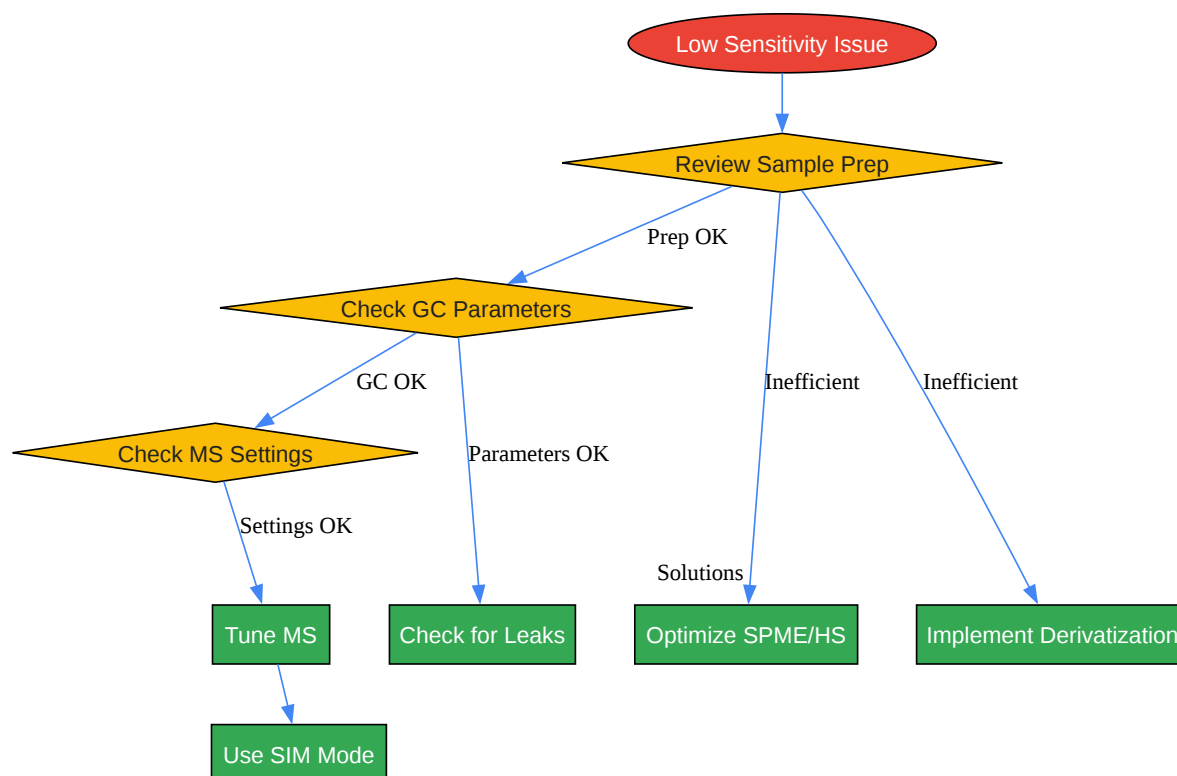 Low Sensitivity Issue
Review Sample Prep
Prep OK
Check GC Parameters
GC OK
Inefficient
Inefficient
Check MS Settings
Parameters OK
Settings OK
Solutions
Tune MS
Check for Leaks
Optimize SPME/HS
Implement Derivatization
Use SIM Mode